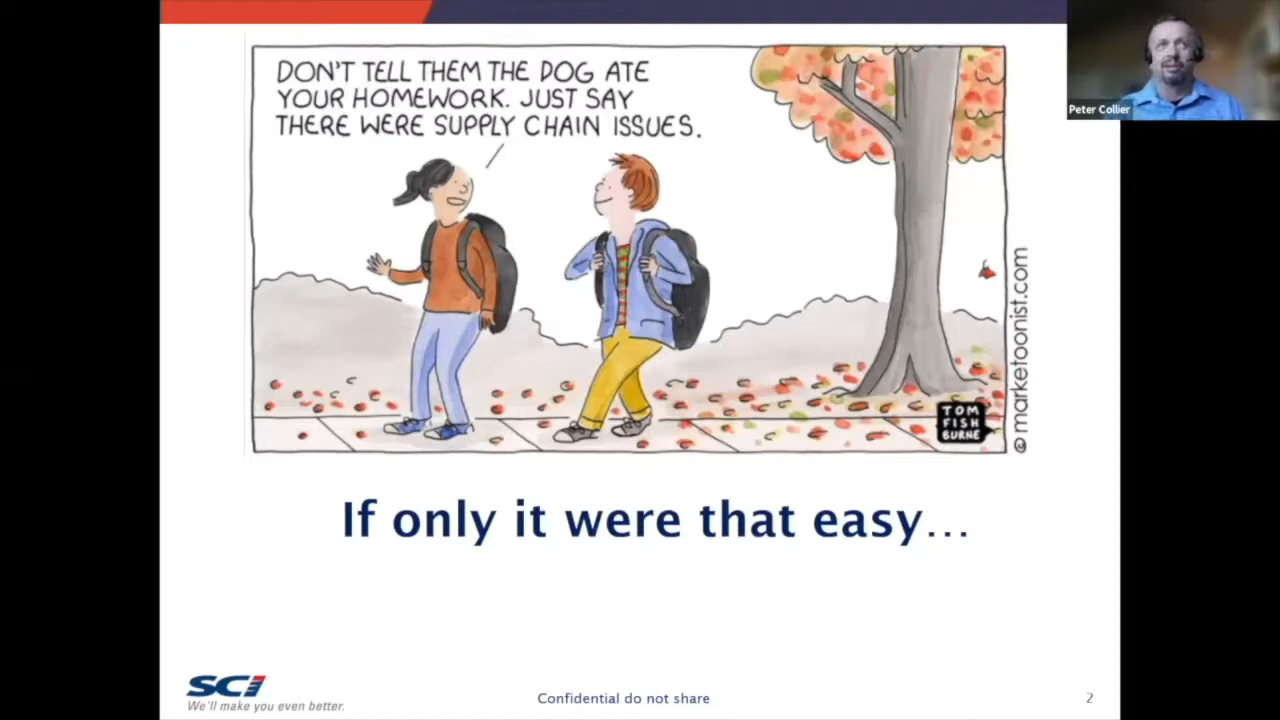 DON'T TELL THEM THE DOG ATE
YOUR HOMEWORK. JUST SAY
THERE WERE SUPPLY CHAIN ISSUES.
Peter Collier
© marketoonist.com
TOM
FISH
BURNE
If only it were that easy...
SCI
We'll make you even better.
Confidential do not share
2